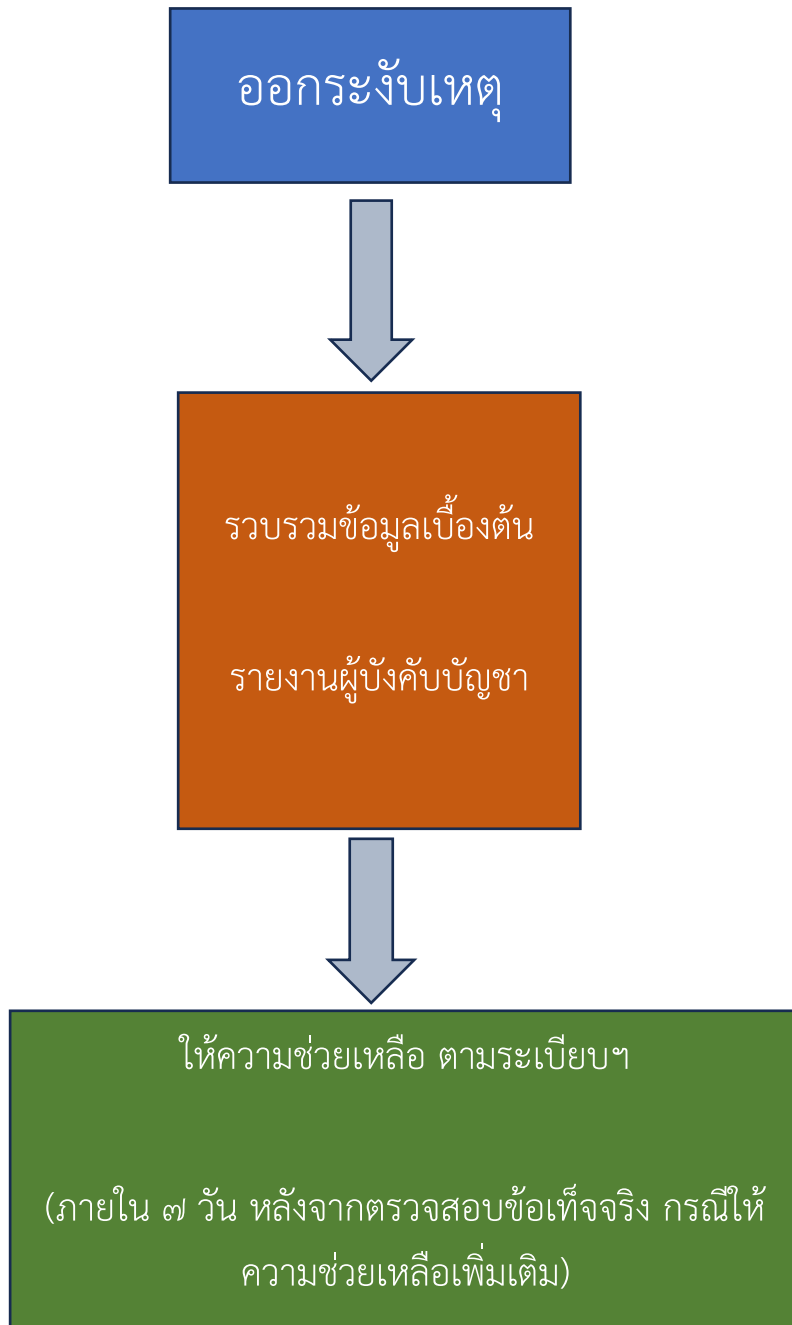 ออกระงับเหตุ
รวบรวมข้อมูลเบื้องต้น
รายงานผู้บังคับบัญชา
ให้ความช่วยเหลือ ตามระเบียบฯ
(ภายใน ๗ วัน หลังจากตรวจสอบข้อเท็จจริง กรณีให้
ความช่วยเหลือเพิ่มเติม)